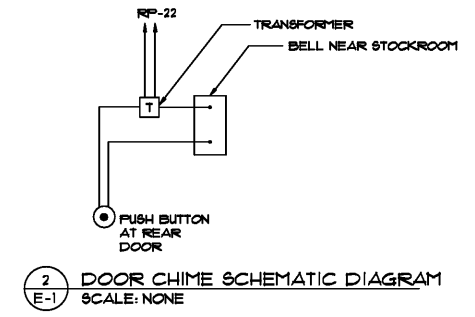 RP-22
TRANSFORMER
BELL NEAR STOCKROOM
T
PUSH BUTTON
AT REAR
DOOR
2
E-1
DOOR CHIME SCHEMATIC DIAGRAM
SCALE: NONE